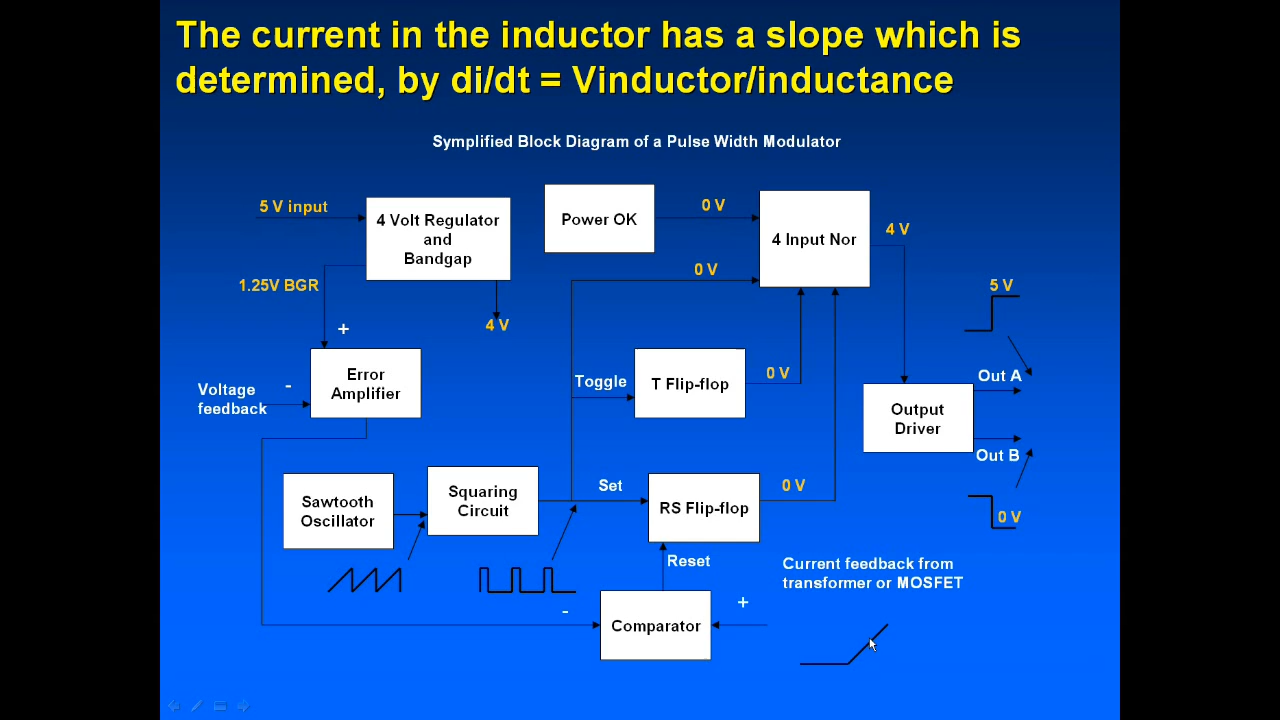 The current in the inductor has a slope which is
determined, by di/dt = Vinductor/inductance
Symplified Block Diagram of a Pulse Width Modulator
5 V input
4 Volt Regulator
and
Bandgap
Power OK
0 V
4 Input Nor
4 V
0 V
1.25V BGR
5 V
+
4 V
Error
Amplifier
-
Voltage
feedback
Toggle
T Flip-flop
0 V
Out A
Output
Driver
Out B
Sawtooth
Oscillator
Squaring
Circuit
Set
RS Flip-flop
0 V
0 V
Reset
Current feedback from
transformer or MOSFET
-
Comparator
+